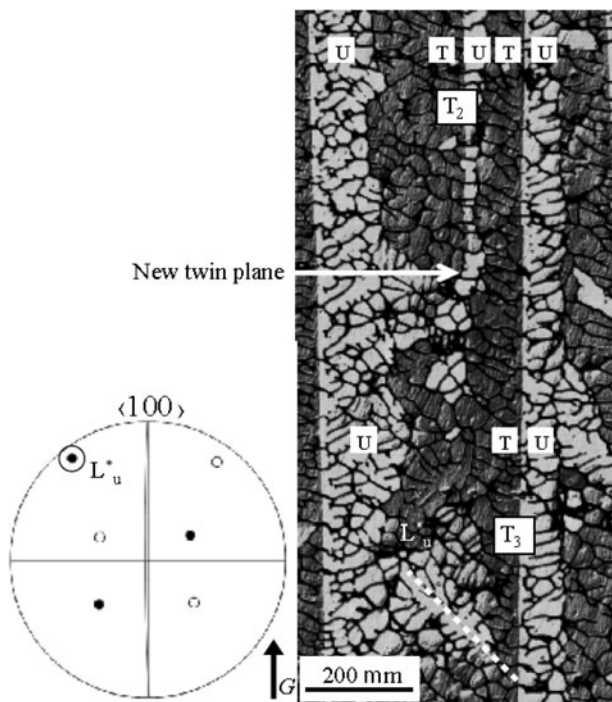 U T U T U
T₂
New twin plane
‹100›
L*u
U T U
L*u
T₃
G
200 mm